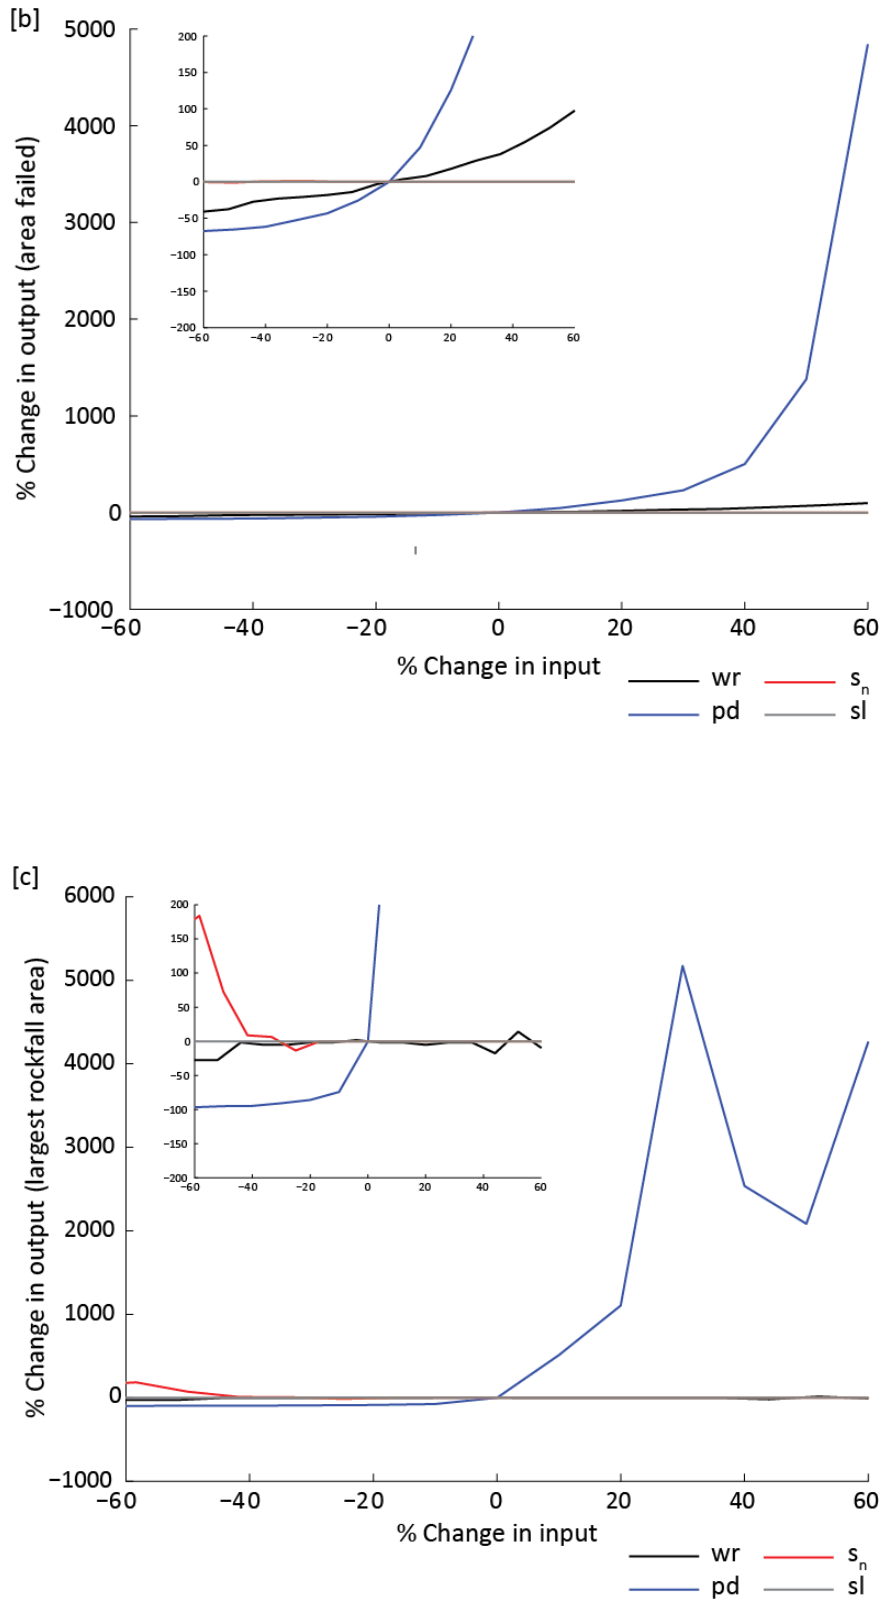 [b]
5000
4000
3000
2000
1000
0
−1000
% Change in output (area failed)
200
150
100
50
0
−50
−100
−150
−200
−60 −40 −20 0 20 40 60
−60 −40 −20 0 20 40 60
% Change in input
wr s_n
pd sl
[c]
6000
5000
4000
3000
2000
1000
0
−1000
% Change in output (largest rockfall area)
200
150
100
50
0
−50
−100
−150
−200
−60 −40 −20 0 20 40 60
−60 −40 −20 0 20 40 60
% Change in input
wr s_n
pd sl